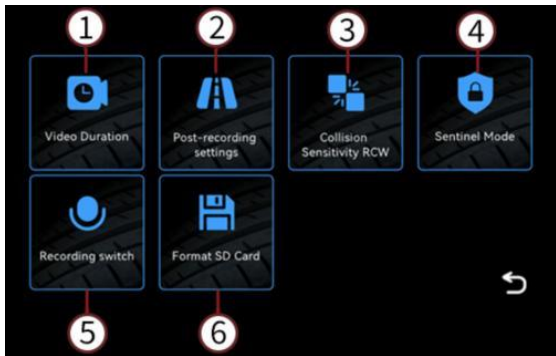 1
2
3
4
Video Duration
Post-recording
settings
Collision
Sensitivity RCW
Sentinel Mode
Recording switch
Format SD Card
5
6